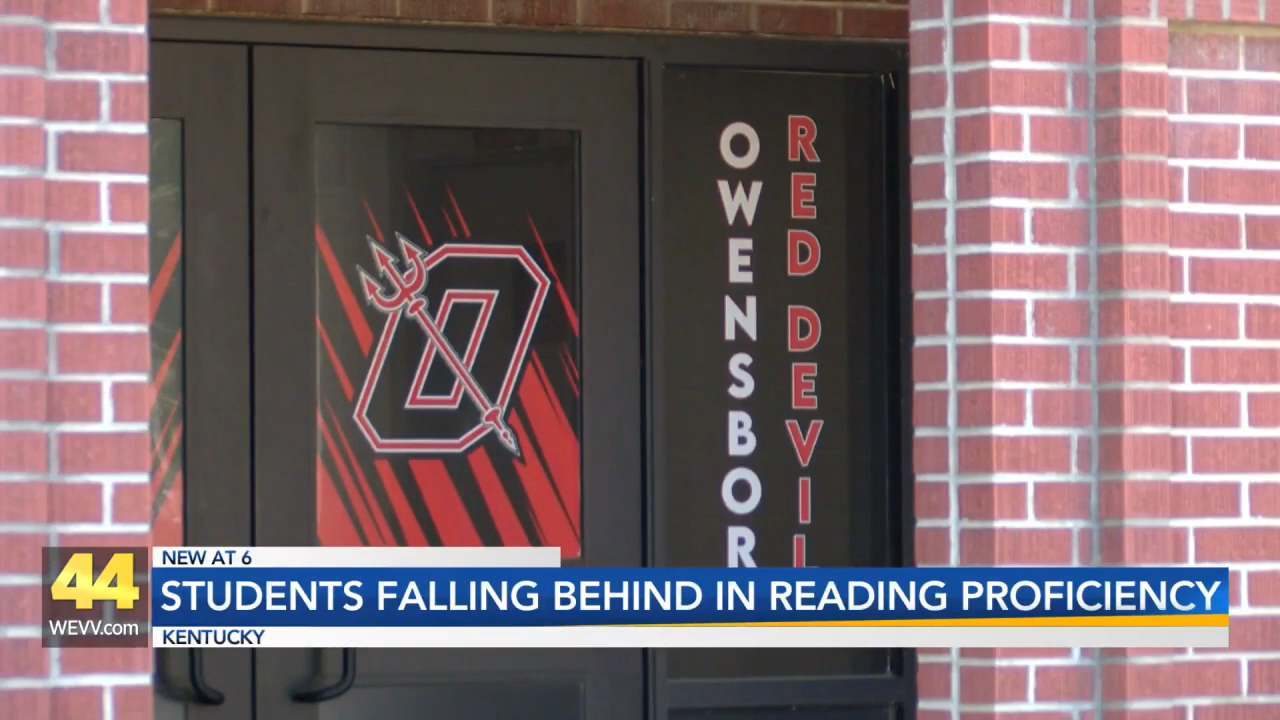 O
OWENSBOR
RED DEVIL
NEW AT 6
44
STUDENTS FALLING BEHIND IN READING PROFICIENCY
WEVV.com
KENTUCKY